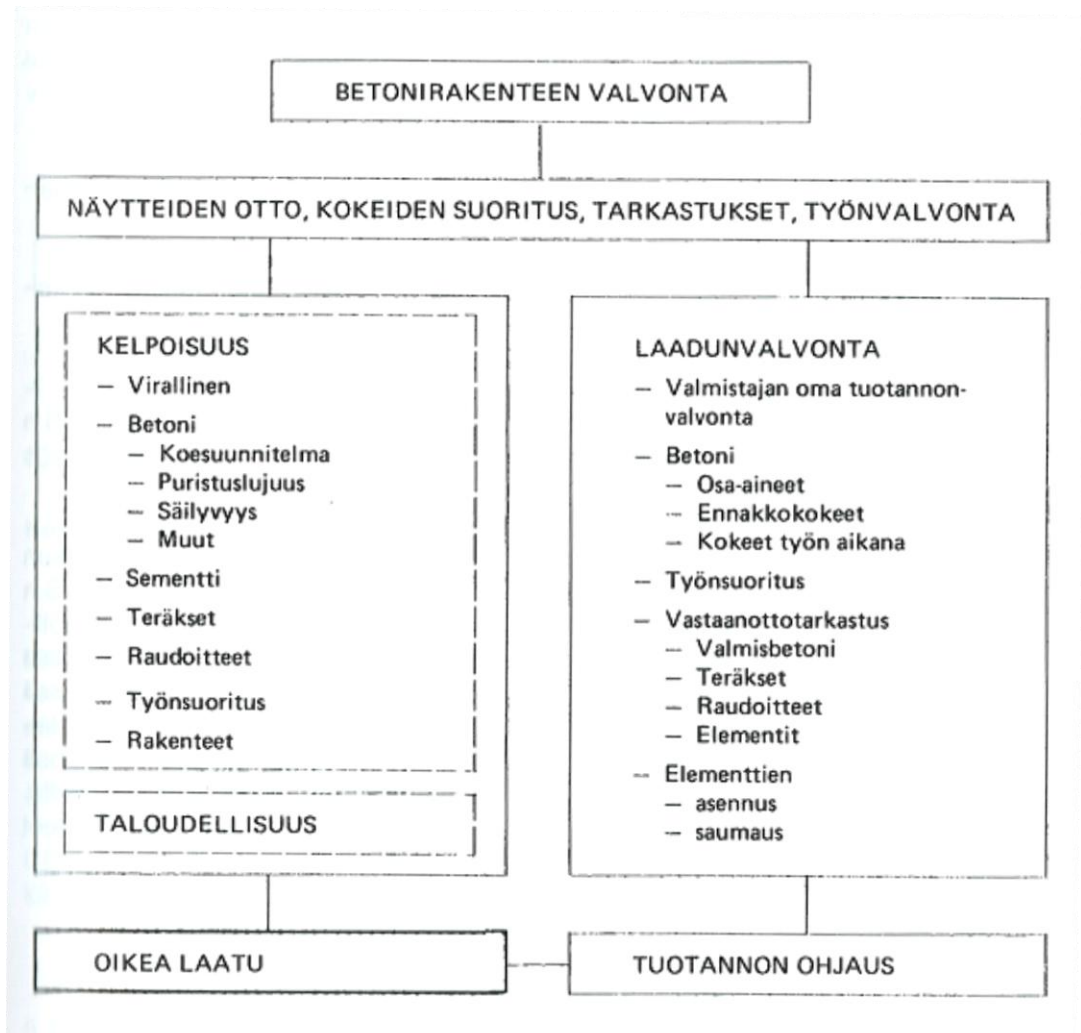 BETONIRAKENTEEN VALVONTA
NÄYTTEIDEN OTTO, KOKEIDEN SUORITUS, TARKASTUKSET, TYÖNVALVONTA
KELPOISUUS
– Virallinen
– Betoni
– Koesuunnitelma
– Puristuslujuus
– Säilyvyys
– Muut
– Sementti
– Teräkset
– Raudoitteet
– Työnsuoritus
– Rakenteet
TALOUDELLISUUS
OIKEA LAATU
LAADUNVALVONTA
– Valmistajan oma tuotannon-
valvonta
– Betoni
– Osa-aineet
– Ennakkokokeet
– Kokeet työn aikana
– Työnsuoritus
– Vastaanottotarkastus
– Valmisbetoni
– Teräkset
– Raudoitteet
– Elementit
– Elementtien
– asennus
– saumaus
TUOTANNON OHJAUS